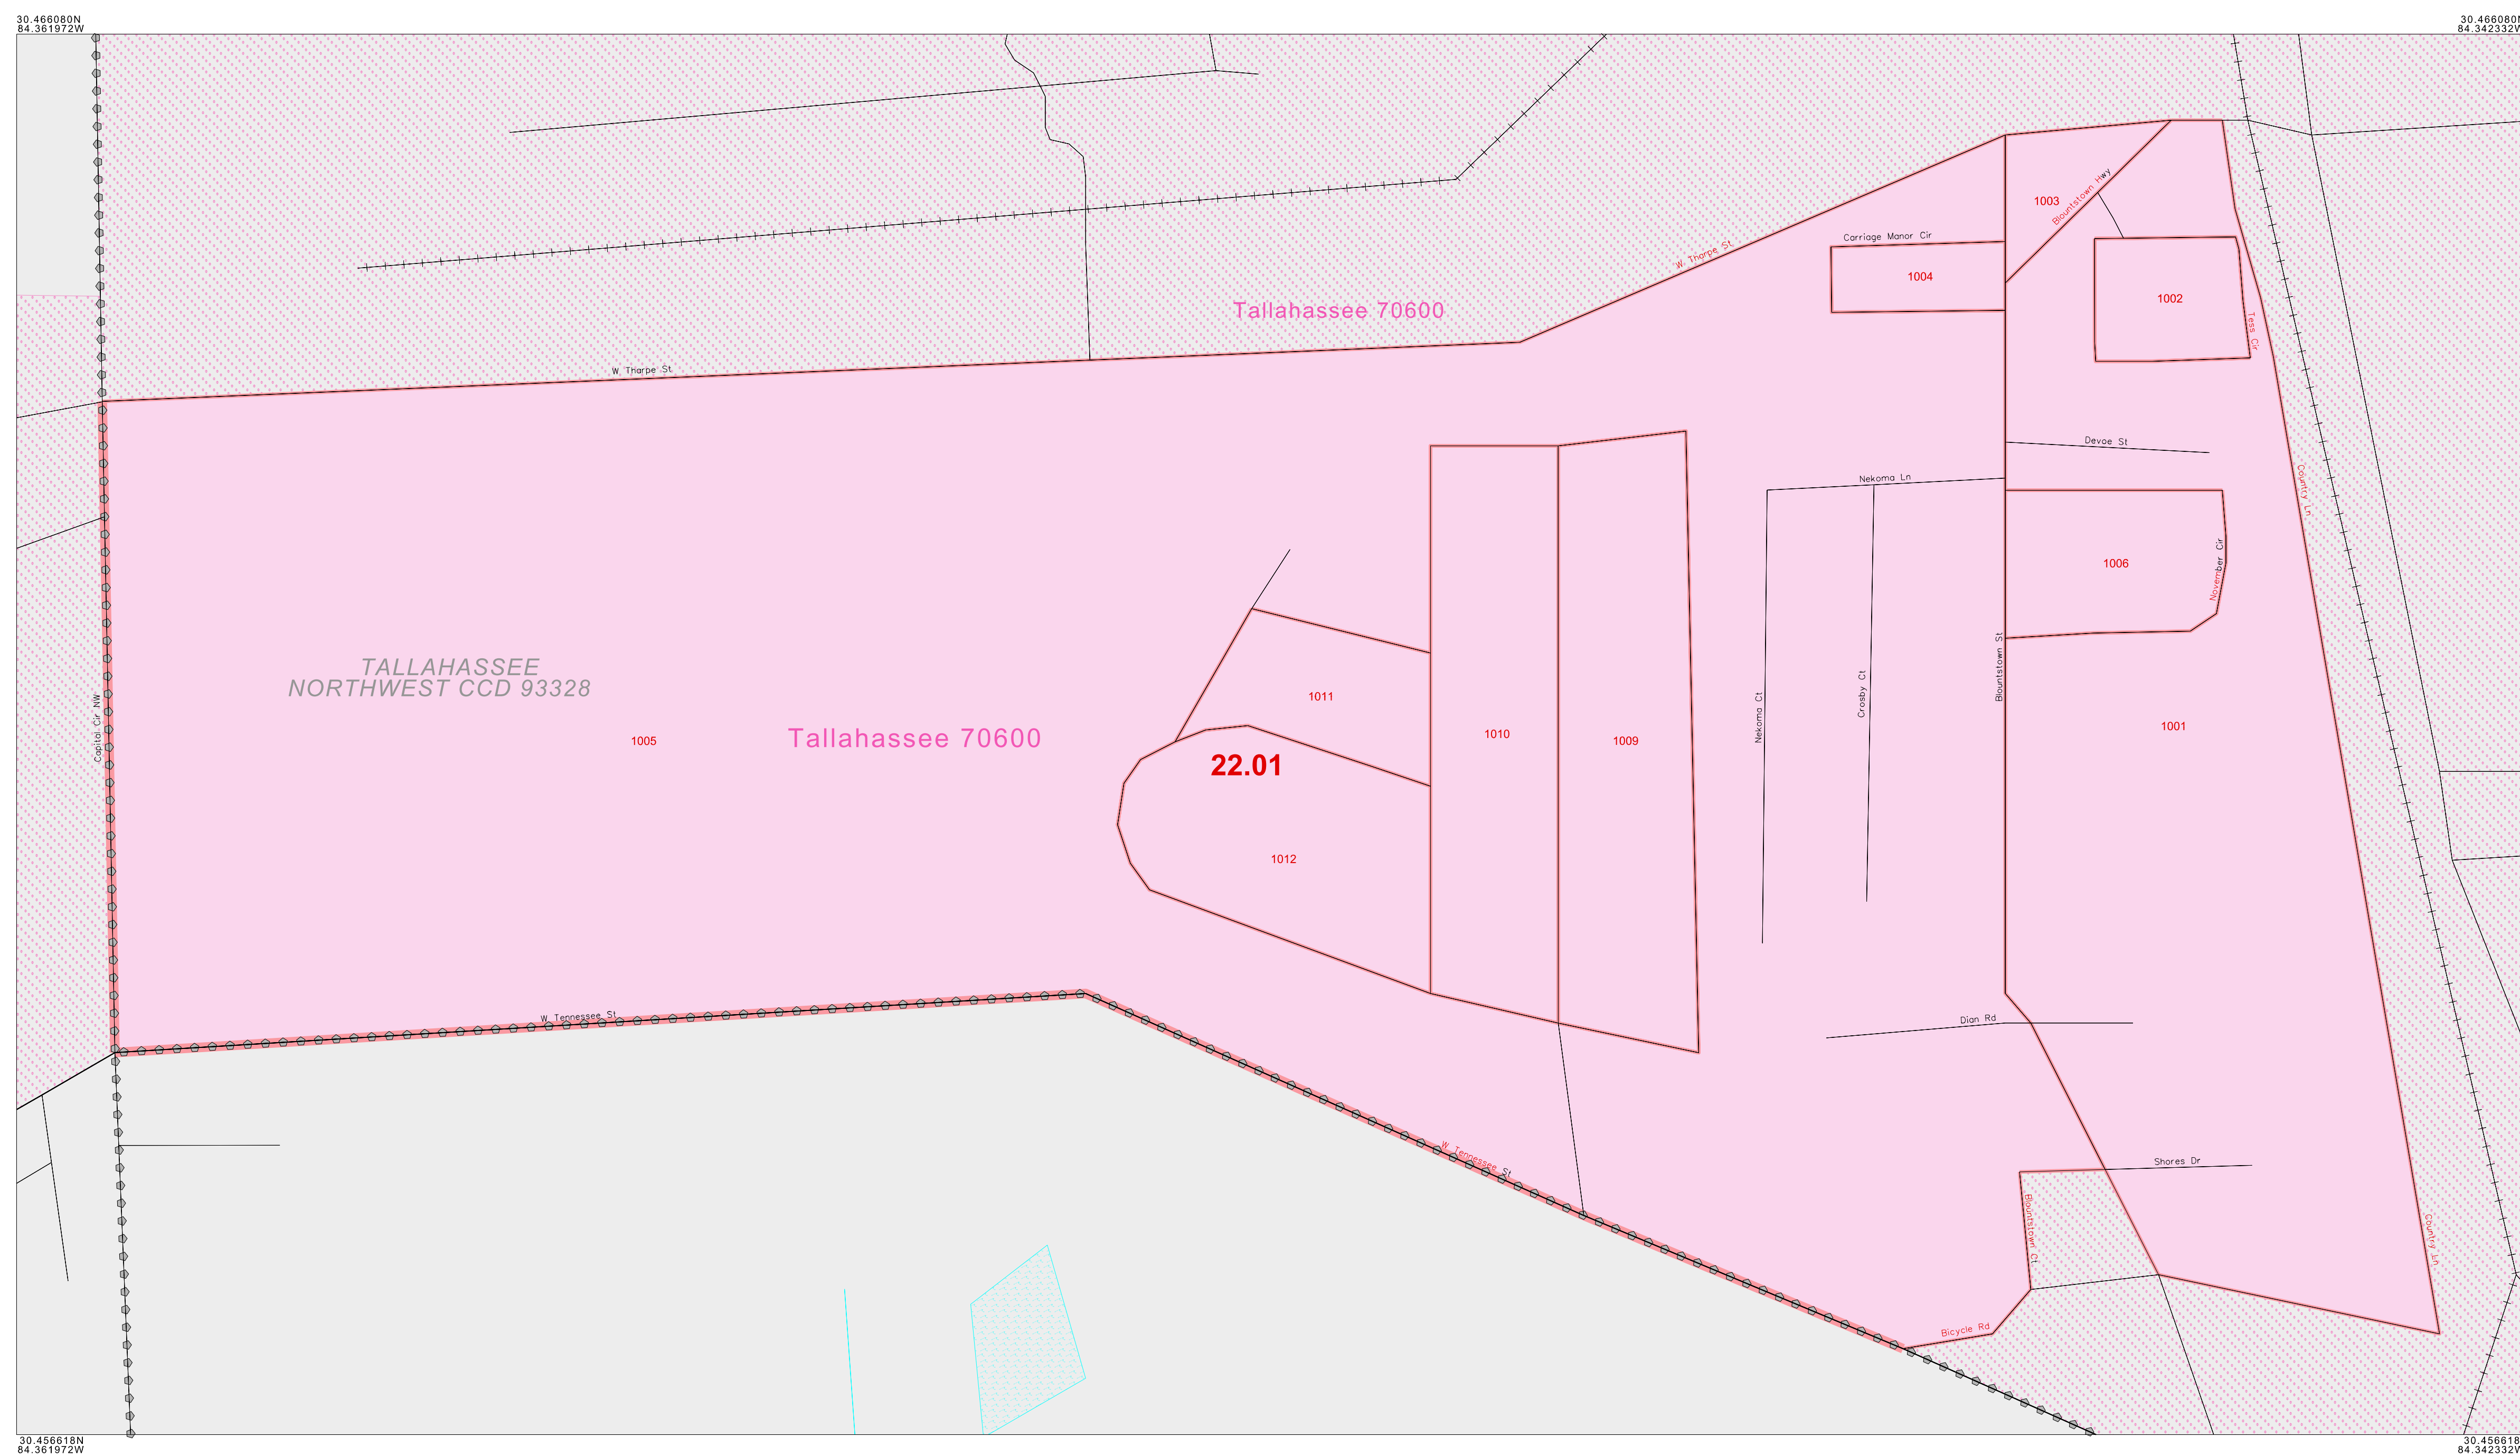 30.466080N
84.361972W
30.466080N
84.342332W
Blountstown Hwy
1003
Carriage Manor Cir
W Tharpe St
1004
1002
Tallahassee 70600
Tess Cir
W Tharpe St
Devoe St
Nekoma Ln
Country Ln
1006
November Cir
TALLAHASSEE
NORTHWEST CCD 93328
Blountstown St
1011
Capital Cir NW
Nekoma Ct
Crosby Ct
1001
1005
Tallahassee 70600
1010
1009
22.01
1012
W Tennessee St
Dian Rd
W Tennessee St
Shores Dr
Blountstown Ct
Country Ln
Bicycle Rd
30.456618N
84.361972W
30.456618
84.342332W